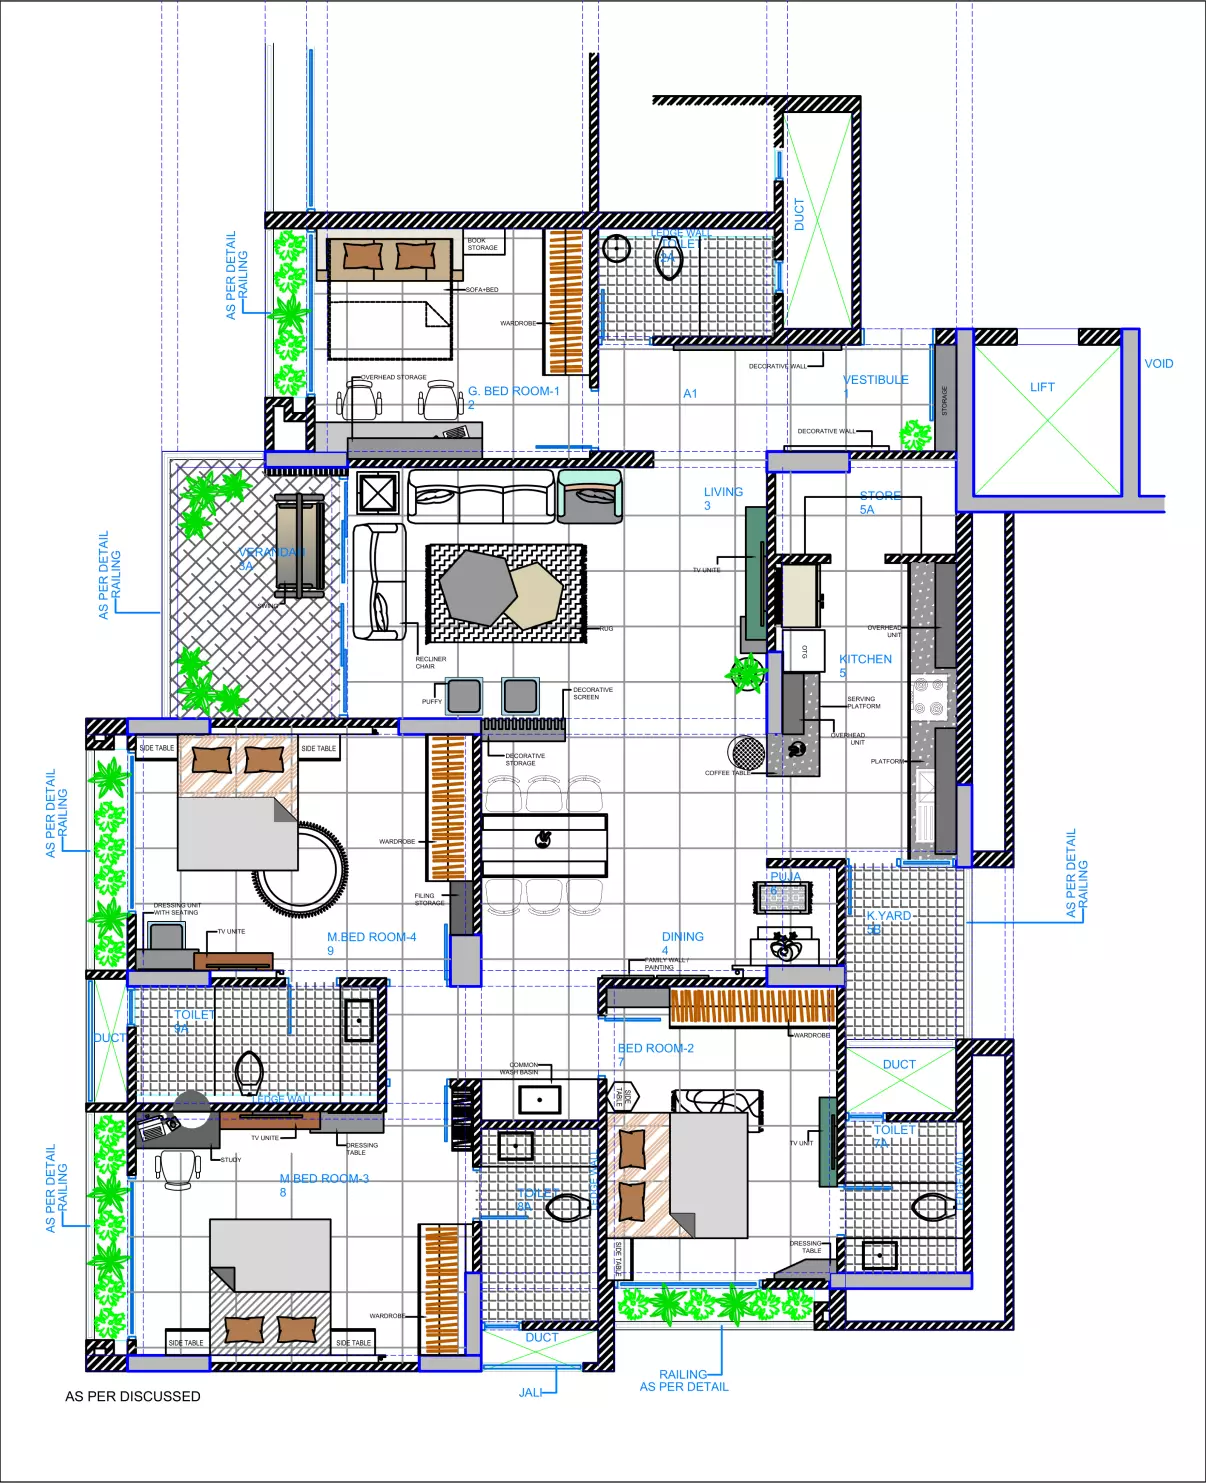 DUCT
LEDGE WALL
TOILET
2A
BOOK
STORAGE
AS PER DETAIL
RAILING
SOFA+BED
WARDROBE
DECORATIVE WALL
VOID
OVERHEAD STORAGE
G. BED ROOM-1
2
A1
VESTIBULE
1
STORAGE
LIFT
DECORATIVE WALL
LIVING
3
STORE
5A
VERANDAH
3A
AS PER DETAIL
RAILING
SWING
TV UNITE
RUG
OVERHEAD
UNIT
OTG
KITCHEN
5
RECLINER
CHAIR
PUFFY
DECORATIVE
SCREEN
SERVING
PLATFORM
OVERHEAD
UNIT
SIDE TABLE
SIDE TABLE
DECORATIVE
STORAGE
COFFEE TABLE
PLATFORM
AS PER DETAIL
RAILING
WARDROBE
PUJA
6
AS PER DETAIL
RAILING
FILING
STORAGE
DRESSING UNIT
WITH SEATING
K.YARD
5B
TV UNITE
M.BED ROOM-4
9
DINING
4
FAMILY WALL /
PAINTING
TOILET
9A
DUCT
WARDROBE
BED ROOM-2
7
DUCT
COMMON
WASH BASIN
LEDGE WALL
SIDE
TABLE
TV UNITE
DRESSING
TABLE
TV UNIT
TOILET
7A
STUDY
AS PER DETAIL
RAILING
M.BED ROOM-3
8
TOILET
8A
LEDGE WALL
LEDGE WALL
DRESSING
TABLE
SIDE TABLE
WARDROBE
SIDE TABLE
SIDE TABLE
DUCT
JALI
RAILING
AS PER DETAIL
AS PER DISCUSSED